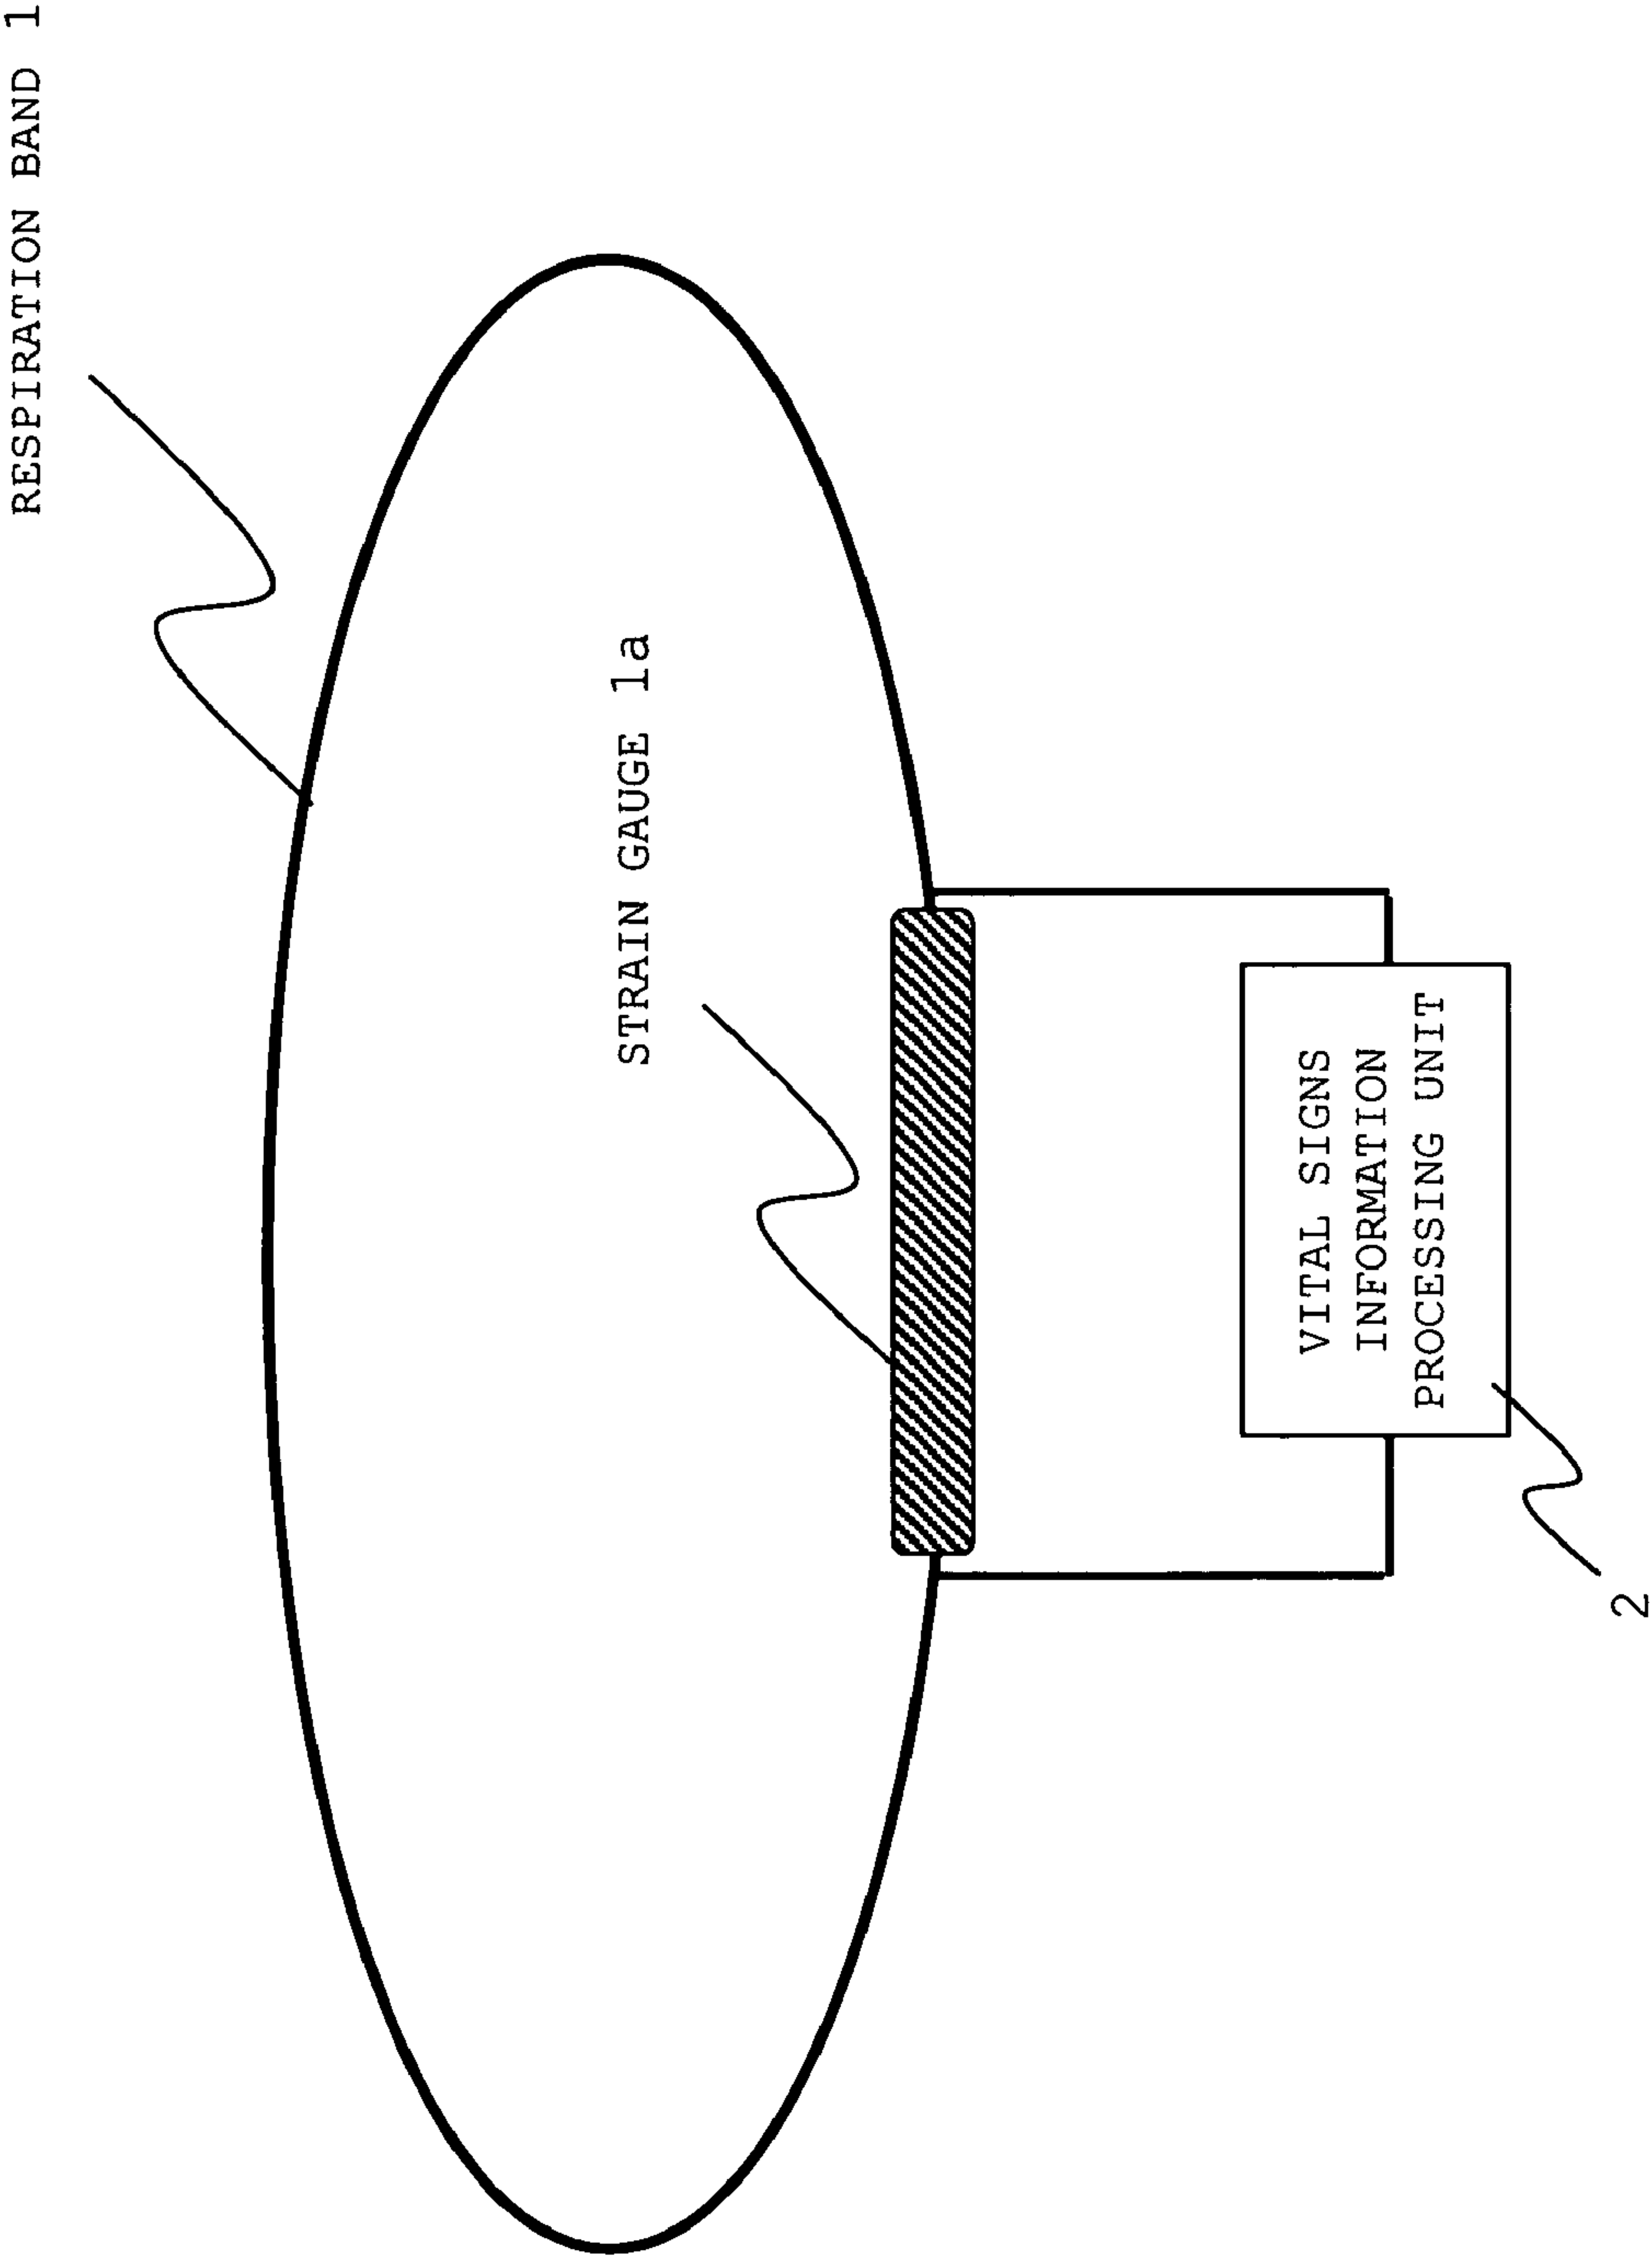 RESPIRATION BAND 1
STRAIN GAUGE 1a
VITAL SIGNS
INFORMATION
PROCESSING UNIT
2